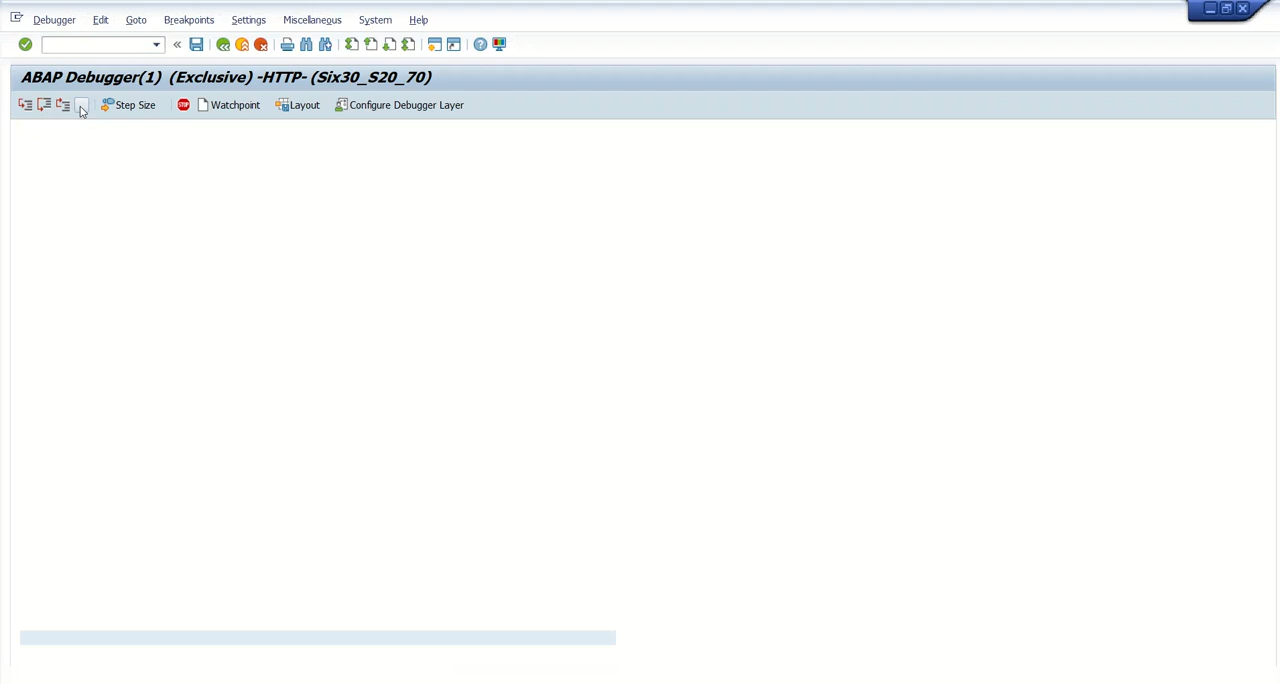 Debugger Edit Goto Breakpoints Settings Miscellaneous System Help
ABAP Debugger(1) (Exclusive) -HTTP- (Six30_S20_70)
Step Size STOP Watchpoint Layout Configure Debugger Layer